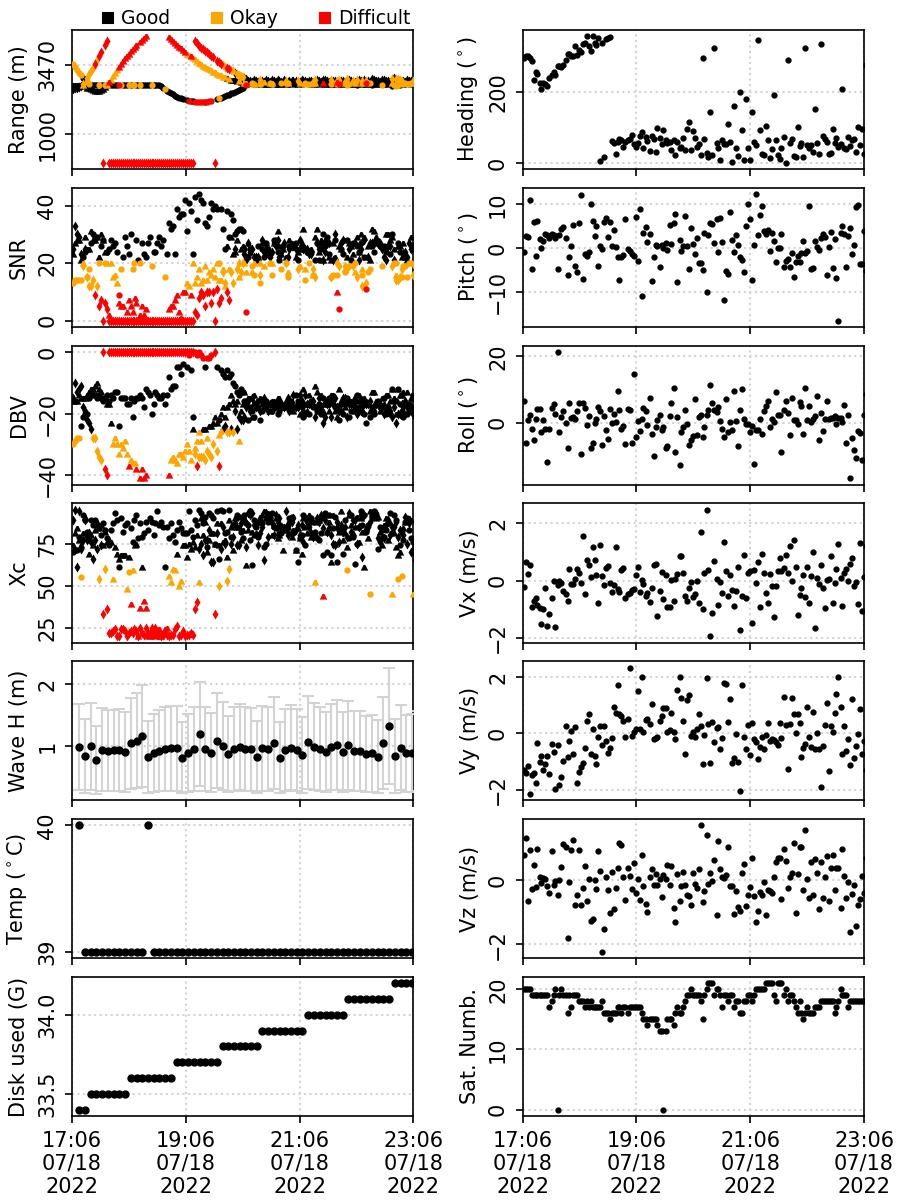 Good Okay Difficult
Range (m)
3470
1000
Heading (°)
200
0
SNR
40
20
0
Pitch (°)
10
0
−10
DBV
0
−20
−40
Roll (°)
20
0
Xc
75
50
25
Vx (m/s)
2
0
−2
Wave H (m)
2
1
Vy (m/s)
2
0
−2
Temp (°C)
40
39
Vz (m/s)
0
−2
Disk used (G)
34.0
33.5
Sat. Numb.
20
10
0
17:06 19:06 21:06 23:06
07/18 07/18 07/18 07/18
2022 2022 2022 2022
17:06 19:06 21:06 23:06
07/18 07/18 07/18 07/18
2022 2022 2022 2022